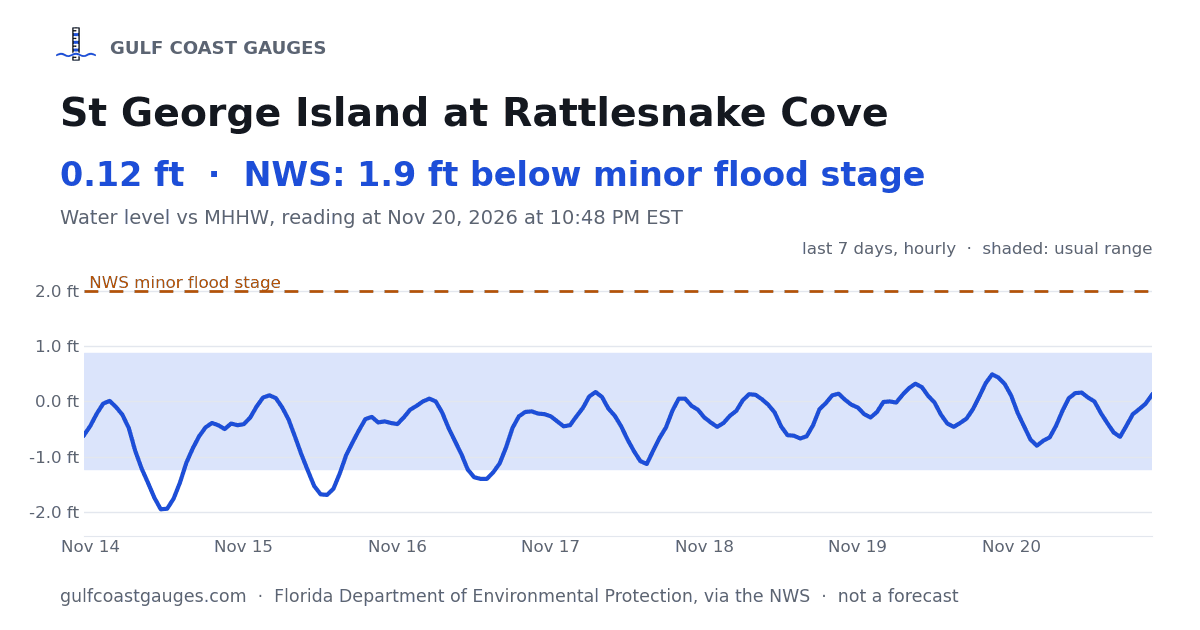 GULF COAST GAUGES
St George Island at Rattlesnake Cove
0.12 ft · NWS: 1.9 ft below minor flood stage
Water level vs MHHW, reading at Nov 20, 2026 at 10:48 PM EST
last 7 days, hourly · shaded: usual range
NWS minor flood stage
2.0 ft
1.0 ft
0.0 ft
-1.0 ft
-2.0 ft
Nov 14 Nov 15 Nov 16 Nov 17 Nov 18 Nov 19 Nov 20
gulfcoastgauges.com · Florida Department of Environmental Protection, via the NWS · not a forecast